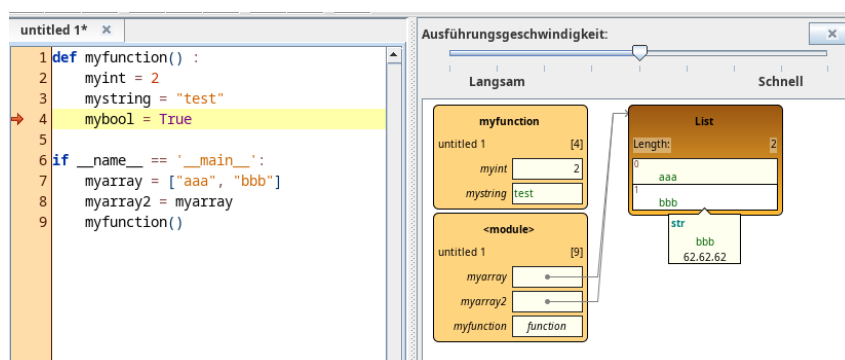 untitled 1* ×
1 def myfunction() :
2     myint = 2
3     mystring = "test"
4     mybool = True
5
6 if __name__ == '__main__':
7     myarray = ["aaa", "bbb"]
8     myarray2 = myarray
9     myfunction()
Ausführungsgeschwindigkeit:
Langsam Schnell
myfunction
untitled 1 [4]
myint 2
mystring test
<module>
untitled 1 [9]
myarray
myarray2
myfunction function
List
Length: 2
0
aaa
1
bbb
str
bbb
62.62.62